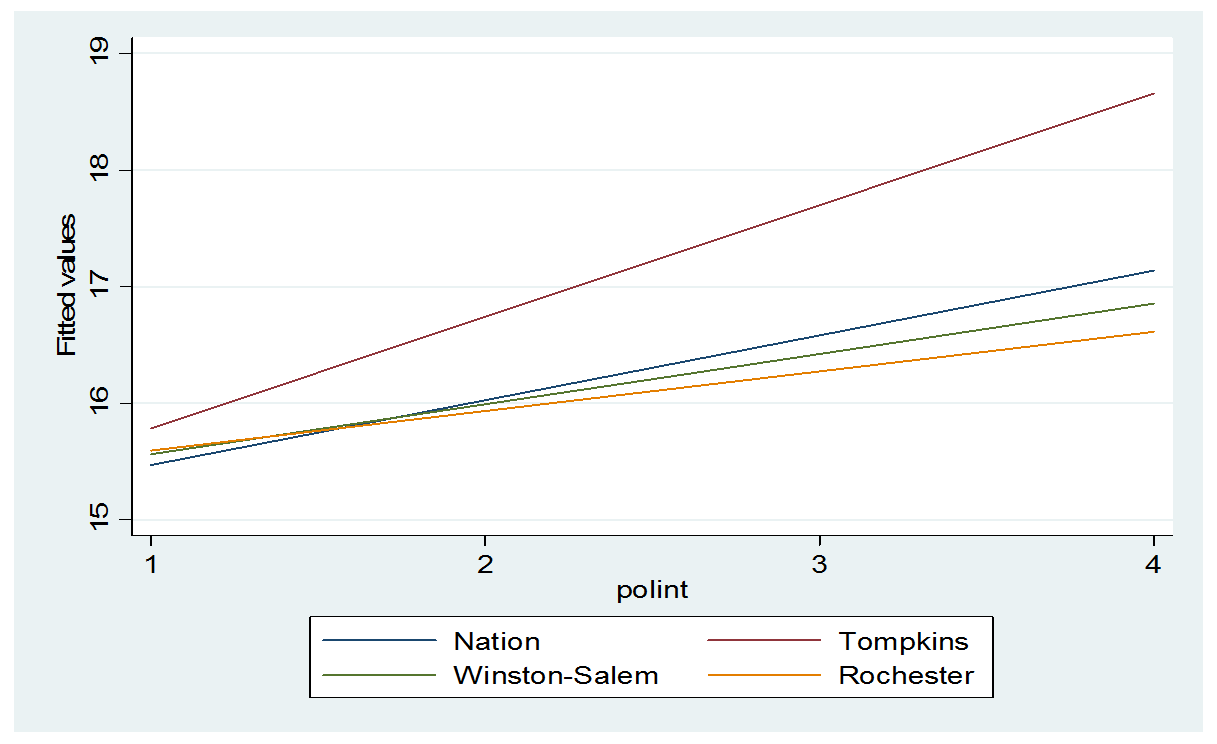 19
18
17
16
15
Fitted values
1 2 3 4
polint
Nation Tompkins
Winston-Salem Rochester